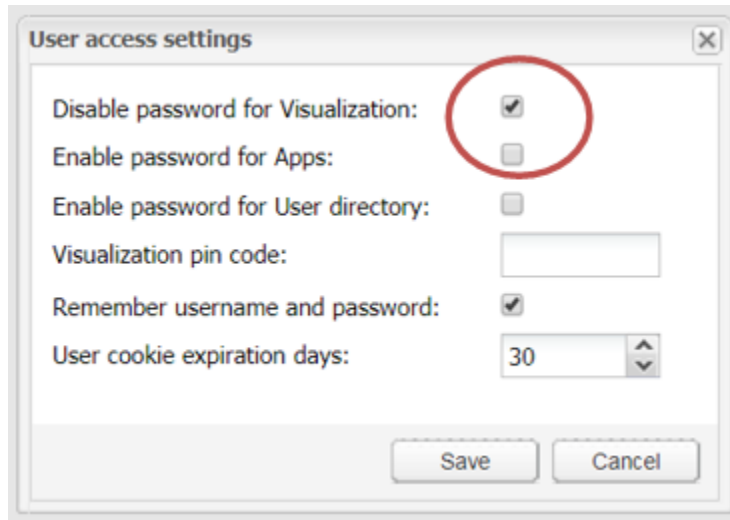 User access settings
Disable password for Visualization:
Enable password for Apps:
Enable password for User directory:
Visualization pin code:
Remember username and password:
User cookie expiration days: 30
Save Cancel